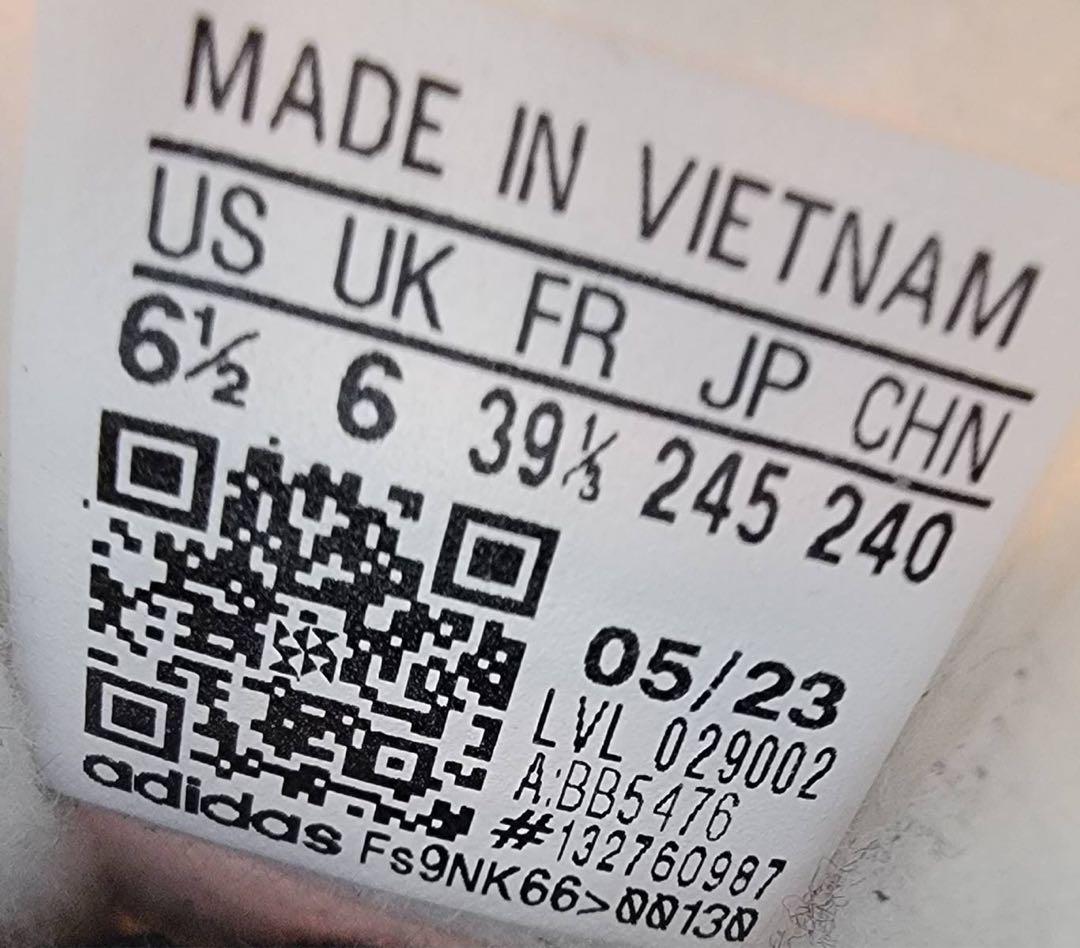 MADE IN VIETNAM
US UK FR JP CHN
6½ 6 39⅓ 245 240
05/23
LVL 029002
A:BB5476
#132760987
adidas Fs9NK66>00130